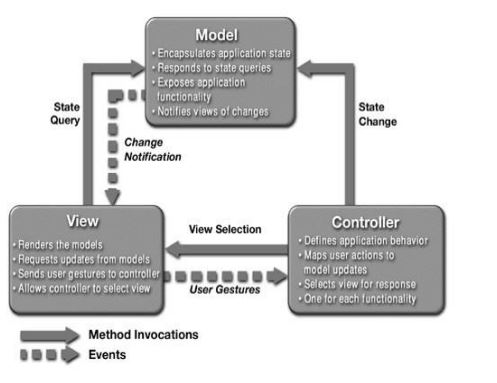 Model
• Encapsulates application state
• Responds to state queries
• Exposes application
functionality
• Notifies views of changes
State
Query
State
Change
Change
Notification
View
• Renders the models
• Requests updates from models
• Sends user gestures to controller
• Allows controller to select view
View Selection
User Gestures
Controller
• Defines application behavior
• Maps user actions to
model updates
• Selects view for response
• One for each functionality
Method Invocations
Events